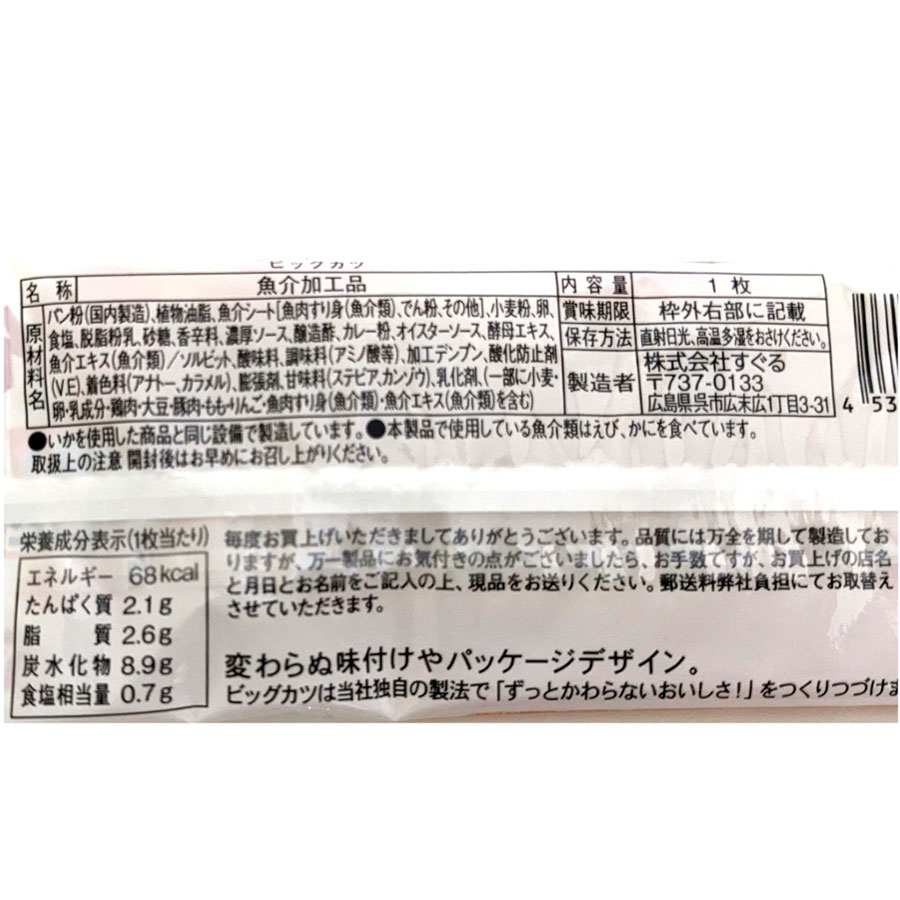 ビッグカツ
名称 魚介加工品
原材料名
パン粉(国内製造)、植物油脂、魚介シート[魚肉すり身(魚介類)、でん粉、その他]、小麦粉、卵、
食塩、脱脂粉乳、砂糖、香辛料、濃厚ソース、醸造酢、カレー粉、オイスターソース、酵母エキス、
魚介エキス(魚介類)/ソルビット、酸味料、調味料(アミノ酸等)、加工デンプン、酸化防止剤
(V.E)、着色料(アナトー、カラメル)、膨張剤、甘味料(ステビア、カンゾウ)、乳化剤、(一部に小麦・
卵・乳成分・鶏肉・大豆・豚肉・もも・りんご・魚肉すり身(魚介類)・魚介エキス(魚介類)を含む)
内容量 1枚
賞味期限 枠外右部に記載
保存方法 直射日光、高温多湿をおさけください。
製造者 株式会社すぐる
〒737-0133
広島県呉市広末広1丁目3-31
4 53
●いかを使用した商品と同じ設備で製造しています。●本製品で使用している魚介類はえび、かにを食べています。
取扱上の注意 開封後はお早めにお召し上がりください。
栄養成分表示(1枚当たり)
エネルギー 68kcal
たんぱく質 2.1g
脂質 2.6g
炭水化物 8.9g
食塩相当量 0.7g
毎度お買上げいただきましてありがとうございます。品質には万全を期して製造してお
りますが、万一製品にお気付きの点がございましたら、お手数ですが、お買上げの店名
と月日とお名前をご記入の上、現品をお送りください。郵送料弊社負担にてお取替え
させていただきます。
変わらぬ味付けやパッケージデザイン。
ビッグカツは当社独自の製法で「ずっとかわらないおいしさ!」をつくりつづけま